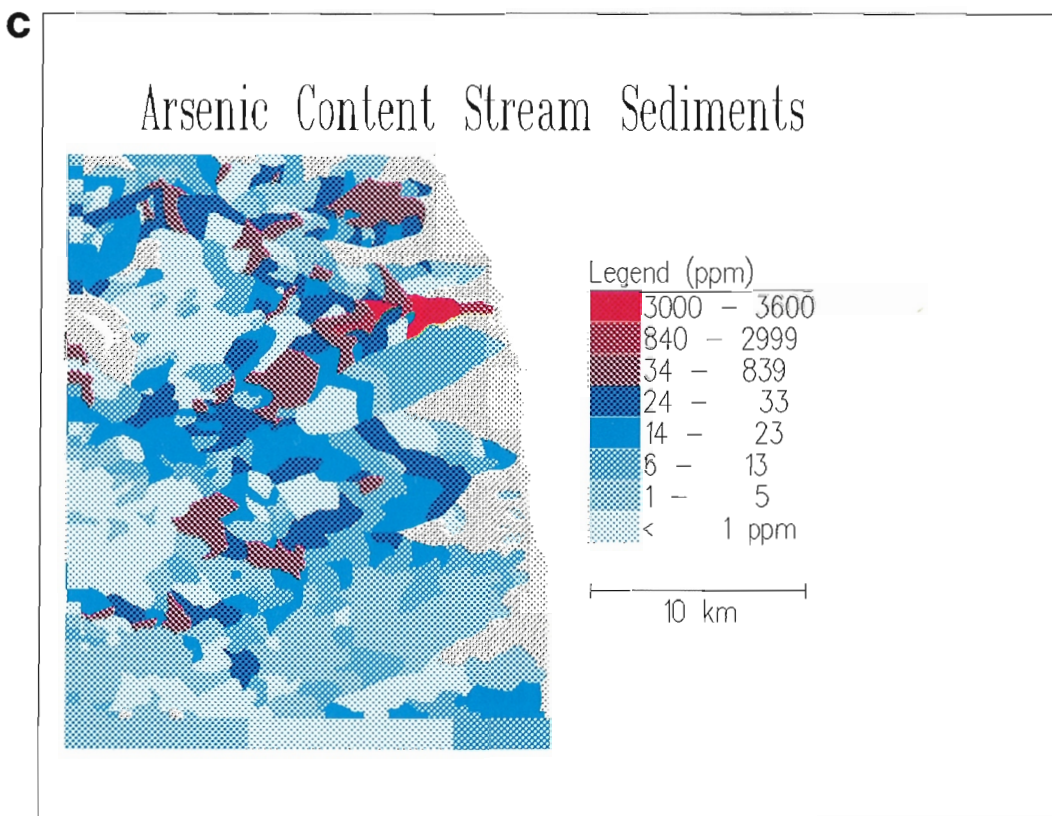 C
Arsenic Content Stream Sediments
Legend (ppm)
3000 - 3600
840 - 2999
34 - 839
24 - 33
14 - 23
6 - 13
1 - 5
< 1 ppm
10 km